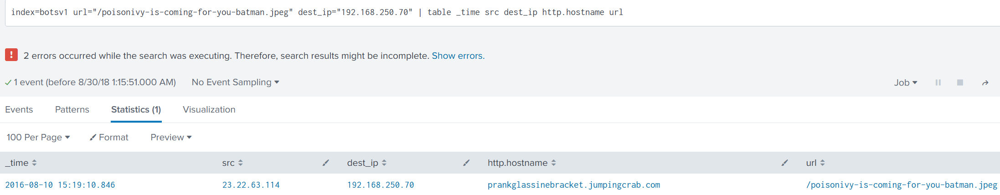 index=botsv1 url="/poisonivy-is-coming-for-you-batman.jpeg" dest_ip="192.168.250.70" | table _time src dest_ip http.hostname url
! 2 errors occurred while the search was executing. Therefore, search results might be incomplete. Show errors.
1 event (before 8/30/18 1:15:51.000 AM) No Event Sampling Job
Events Patterns Statistics (1) Visualization
100 Per Page Format Preview
_time src dest_ip http.hostname url
2016-08-10 15:19:10.846 23.22.63.114 192.168.250.70 prankglassinebracket.jumpingcrab.com /poisonivy-is-coming-for-you-batman.jpeg